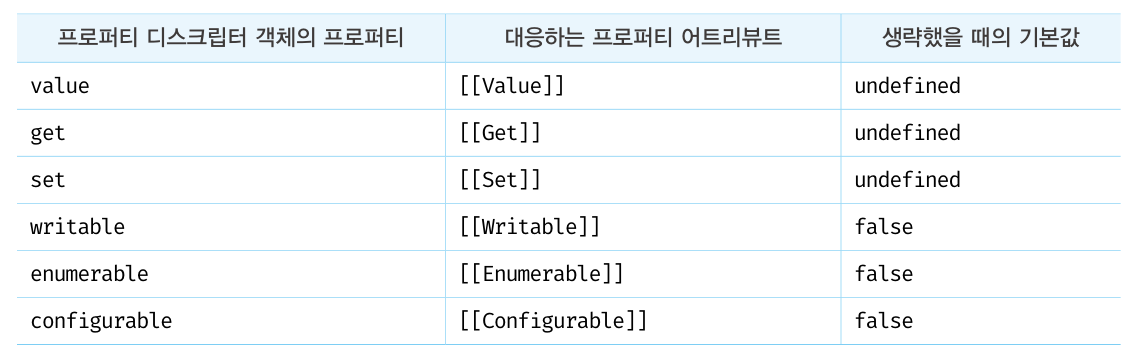 프로퍼티 디스크립터 객체의 프로퍼티 대응하는 프로퍼티 어트리뷰트 생략했을 때의 기본값
value [[Value]] undefined
get [[Get]] undefined
set [[Set]] undefined
writable [[Writable]] false
enumerable [[Enumerable]] false
configurable [[Configurable]] false